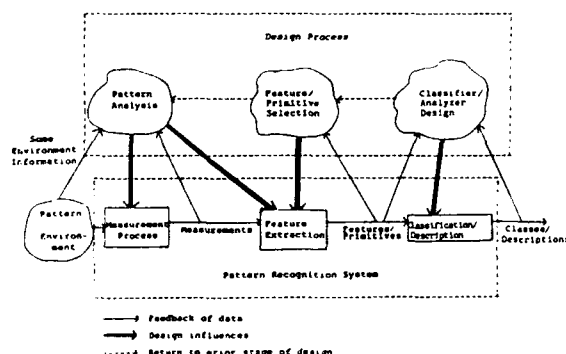 Design Process
Pattern
Analysis
Feature/
Primitive
Selection
Classifier/
Analyzer
Design
Some
Environment
Information
Pattern
Environ-
ment
Measurement
Process
Measurements
Feature
Extraction
Features/
Primitives
Classification/
Description
Classes/
Descriptions
Pattern Recognition System
Feedback of data
Design influences
Return to prior stage of design